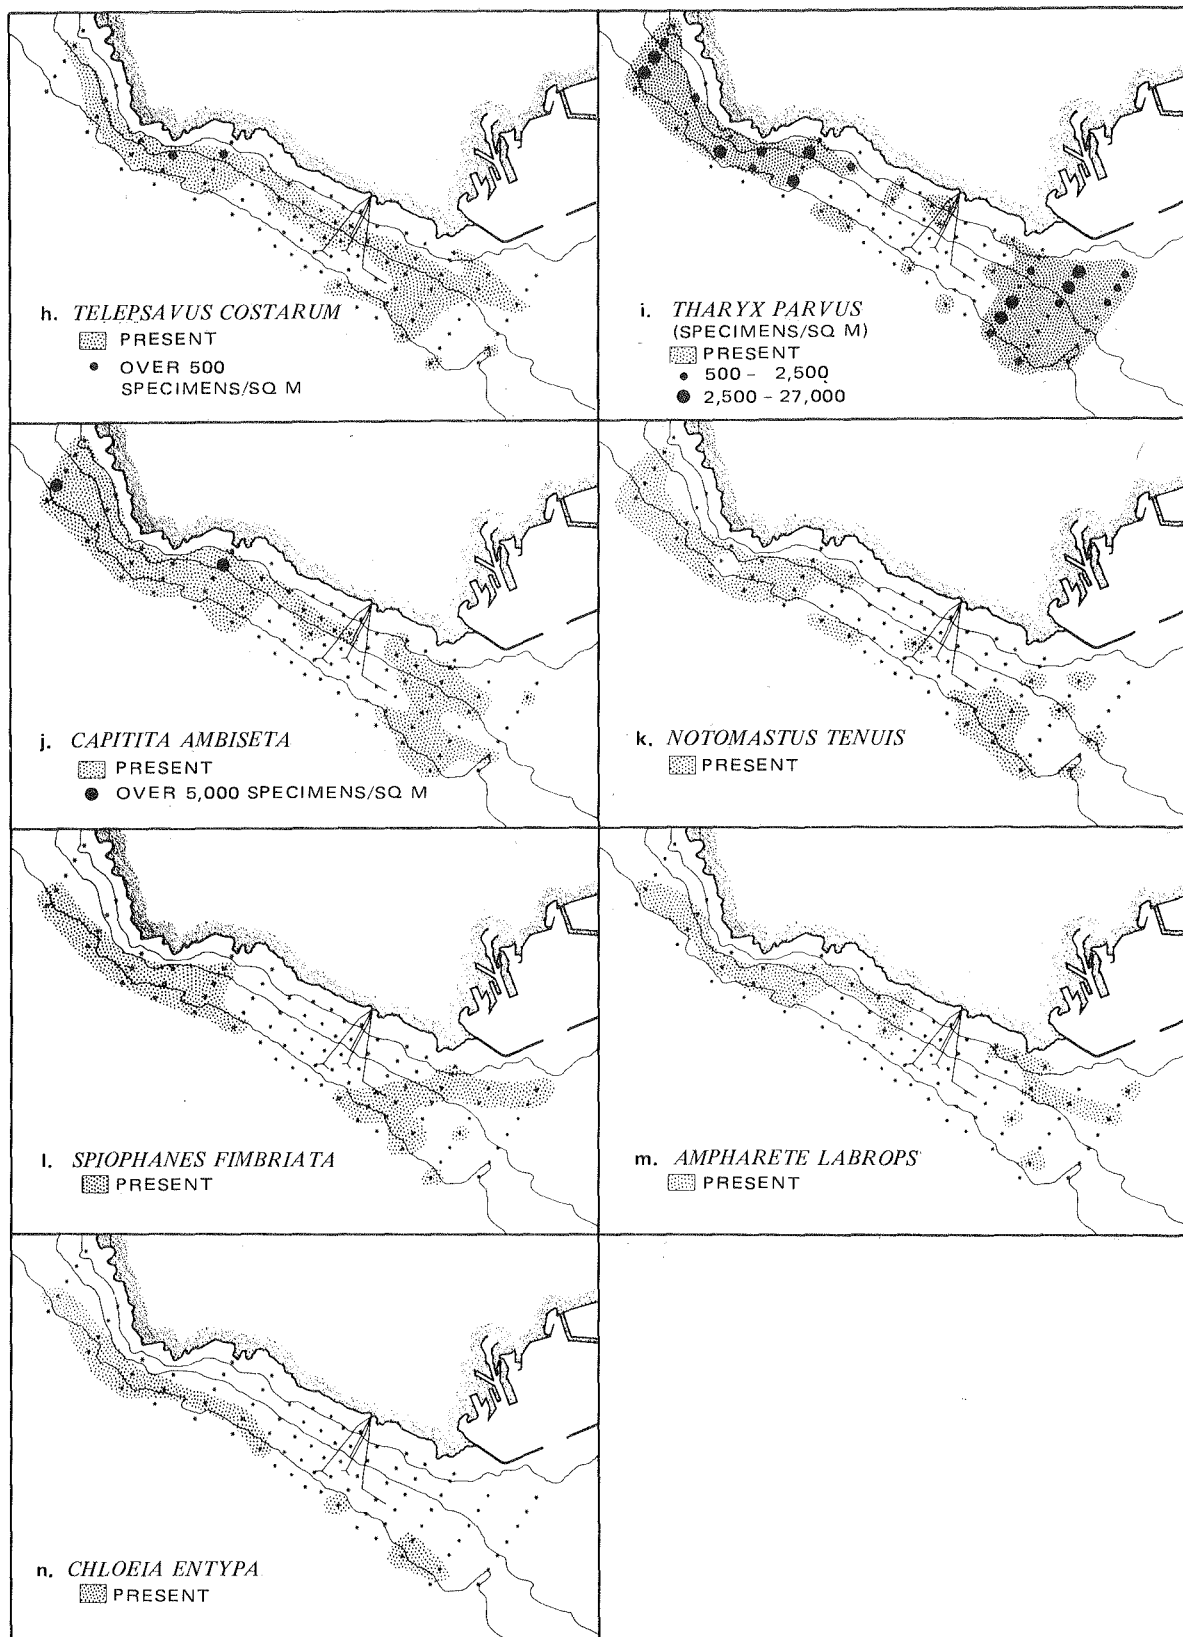 h. TELEPSAVUS COSTARUM
PRESENT
OVER 500
SPECIMENS/SQ M
i. THARYX PARVUS
(SPECIMENS/SQ M)
PRESENT
500 - 2,500
2,500 - 27,000
j. CAPITITA AMBISETA
PRESENT
OVER 5,000 SPECIMENS/SQ M
k. NOTOMASTUS TENUIS
PRESENT
l. SPIOPHANES FIMBRIATA
PRESENT
m. AMPHARETE LABROPS
PRESENT
n. CHLOEIA ENTYPA
PRESENT